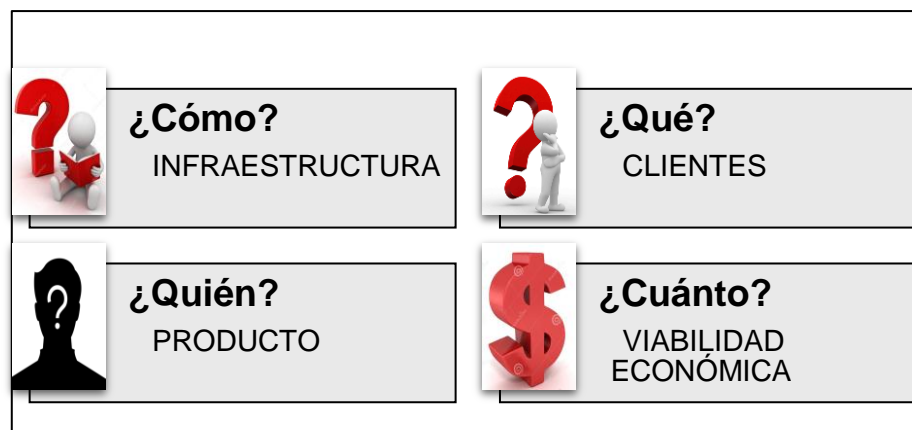 ¿Cómo?
INFRAESTRUCTURA
¿Qué?
CLIENTES
¿Quién?
PRODUCTO
¿Cuánto?
VIABILIDAD
ECONÓMICA